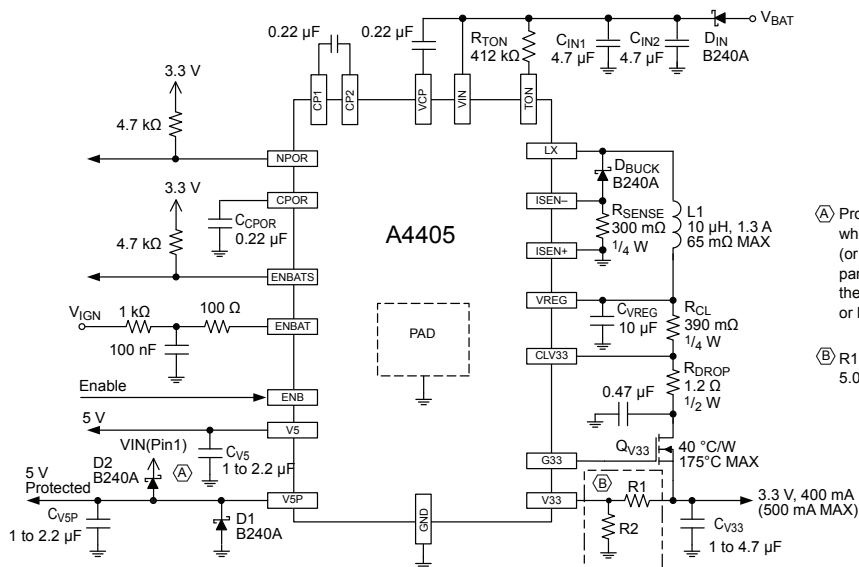 0.22 µF
0.22 µF
R_TON
412 kΩ
C_IN1
4.7 µF
C_IN2
4.7 µF
D_IN
B240A
V_BAT
3.3 V
4.7 kΩ
CP1
CP2
VCP
VIN
TON
NPOR
CPOR
C_CPOR
0.22 µF
3.3 V
4.7 kΩ
ENBATS
V_IGN
1 kΩ
100 Ω
100 nF
ENBAT
Enable
ENB
5 V
V5
C_V5
1 to 2.2 µF
VIN(Pin1)
D2
B240A
A
5 V
Protected
V5P
C_V5P
1 to 2.2 µF
D1
B240A
A4405
PAD
GND
LX
D_BUCK
B240A
ISEN–
R_SENSE
300 mΩ
1/4 W
ISEN+
L1
10 µH, 1.3 A
65 mΩ MAX
VREG
C_VREG
10 µF
R_CL
390 mΩ
1/4 W
CLV33
R_DROP
1.2 Ω
1/2 W
0.47 µF
Q_V33
40 °C/W
175°C MAX
G33
V33
B
R1
R2
3.3 V, 400 mA
(500 mA MAX)
C_V33
1 to 4.7 µF
A Pro
wh
(or
par
the
or
B R1
5.0